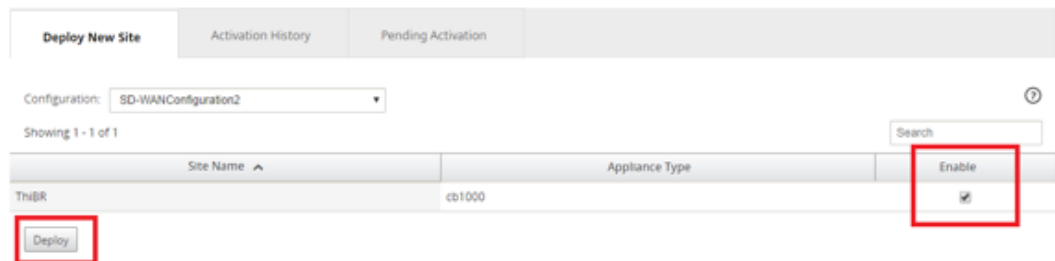 Deploy New Site Activation History Pending Activation
Configuration: SD-WANConfiguration2
Showing 1 - 1 of 1 Search
Site Name Appliance Type Enable
ThiBR cb1000
Deploy